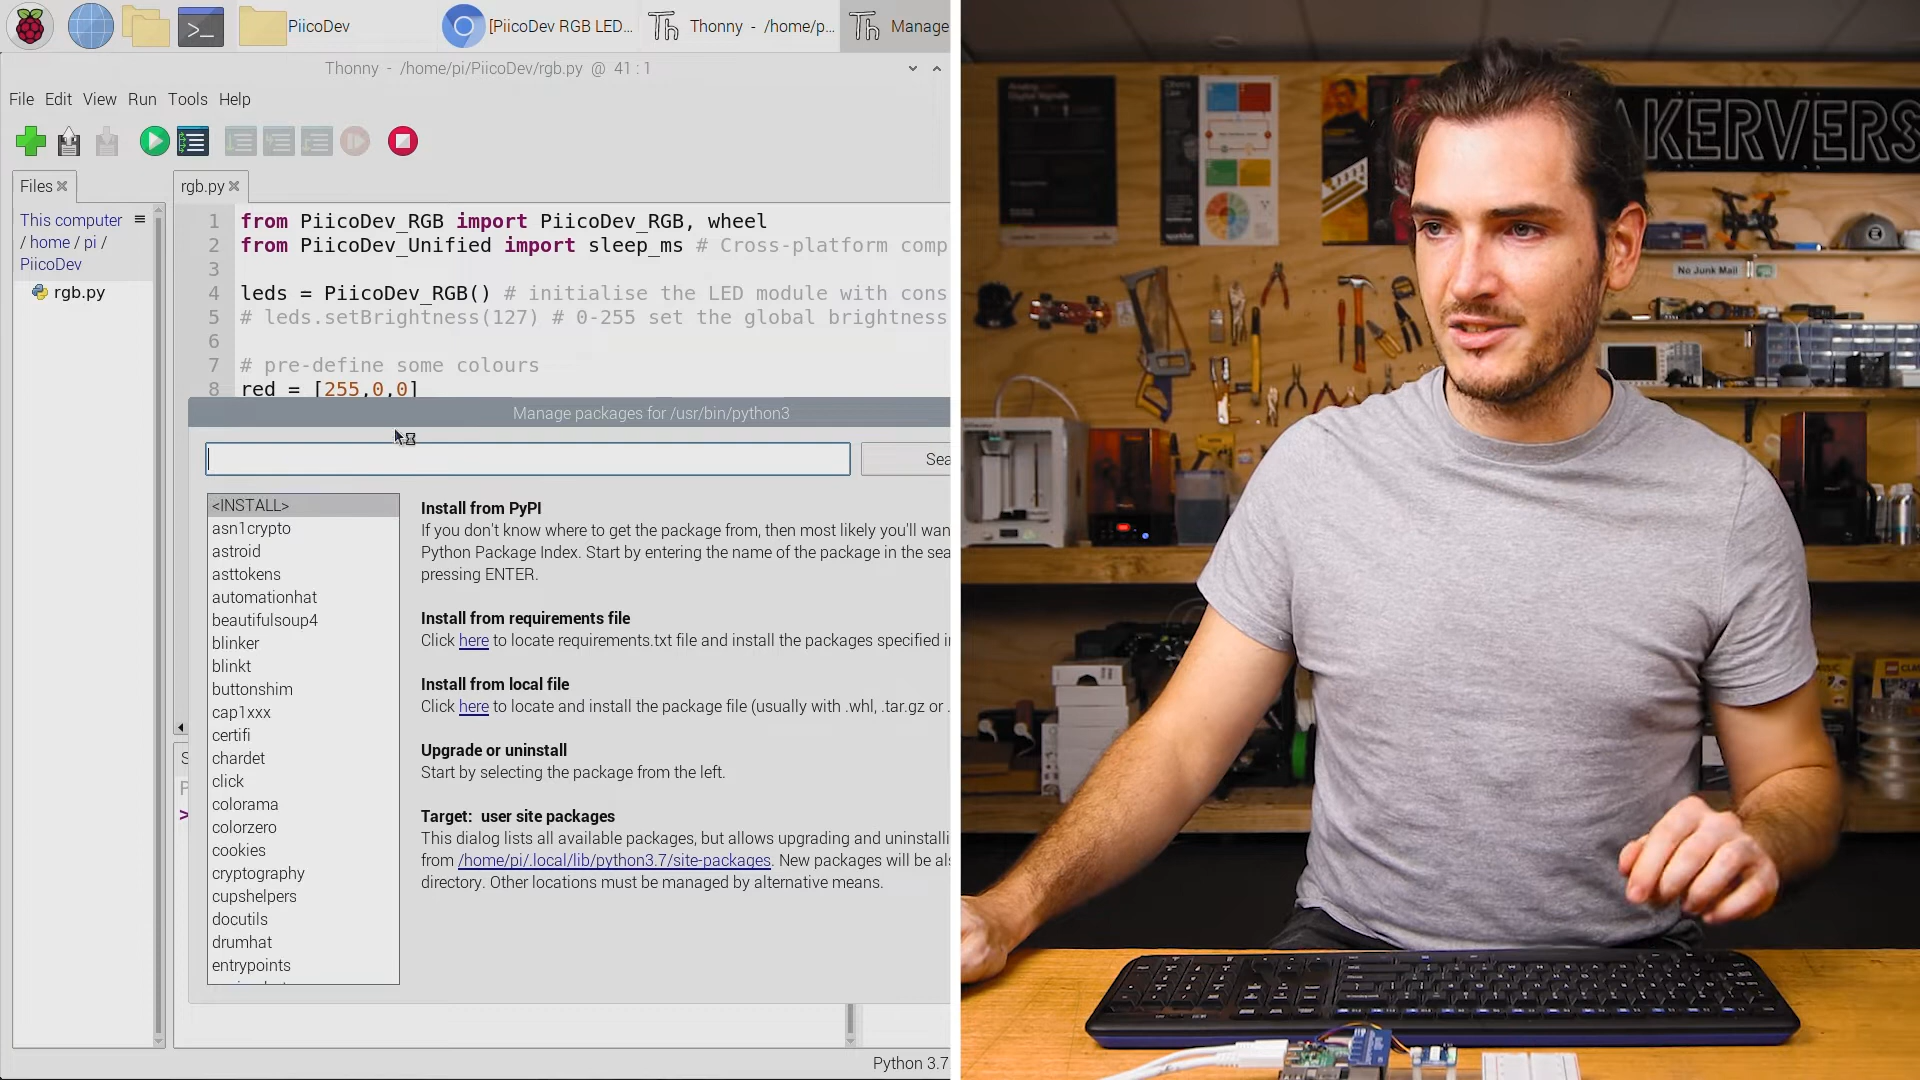 PiicoDev
[PiicoDev RGB LED...
Thonny - /home/p...
Manage
Thonny - /home/pi/PiicoDev/rgb.py @ 41 : 1
File Edit View Run Tools Help
Files
rgb.py
This computer
/ home / pi /
PiicoDev
rgb.py
1 from PiicoDev_RGB import PiicoDev_RGB, wheel
2 from PiicoDev_Unified import sleep_ms # Cross-platform comp
3
4 leds = PiicoDev_RGB() # initialise the LED module with cons
5 # leds.setBrightness(127) # 0-255 set the global brightness
6
7 # pre-define some colours
8 red = [255,0,0]
Manage packages for /usr/bin/python3
Sea
<INSTALL>
asn1crypto
astroid
asttokens
automationhat
beautifulsoup4
blinker
blinkt
buttonshim
cap1xxx
certifi
chardet
click
colorama
colorzero
cookies
cryptography
cupshelpers
docutils
drumhat
entrypoints
Install from PyPI
If you don't know where to get the package from, then most likely you'll wan
Python Package Index. Start by entering the name of the package in the sea
pressing ENTER.
Install from requirements file
Click here to locate requirements.txt file and install the packages specified i
Install from local file
Click here to locate and install the package file (usually with .whl, .tar.gz or .
Upgrade or uninstall
Start by selecting the package from the left.
Target: user site packages
This dialog lists all available packages, but allows upgrading and uninstalli
from /home/pi/.local/lib/python3.7/site-packages. New packages will be al
directory. Other locations must be managed by alternative means.
Python 3.7
KERVERS
No Junk Mail